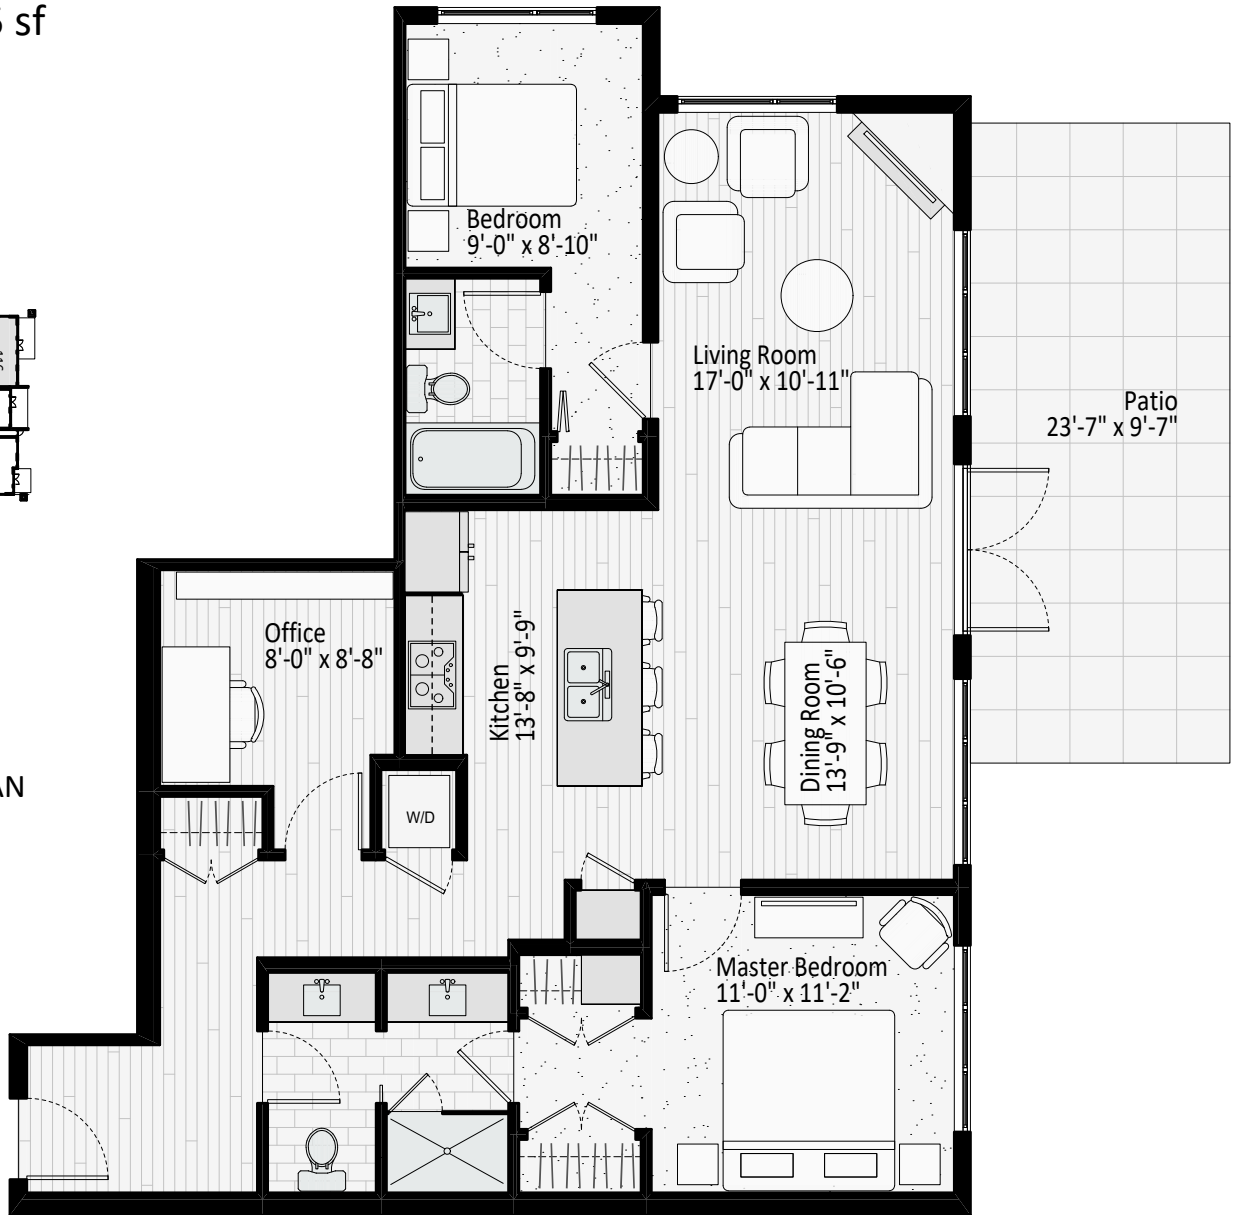 sf
Bedroom
9'-0" x 8'-10"
Living Room
17'-0" x 10'-11"
Patio
23'-7" x 9'-7"
Office
8'-0" x 8'-8"
Kitchen
13'-8" x 9'-9"
Dining Room
13'-9" x 10'-6"
AN
W/D
Master Bedroom
11'-0" x 11'-2"